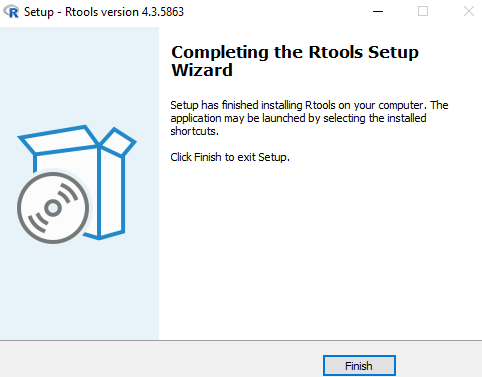 Setup - Rtools version 4.3.5863
Completing the Rtools Setup
Wizard
Setup has finished installing Rtools on your computer. The
application may be launched by selecting the installed
shortcuts.
Click Finish to exit Setup.
Finish